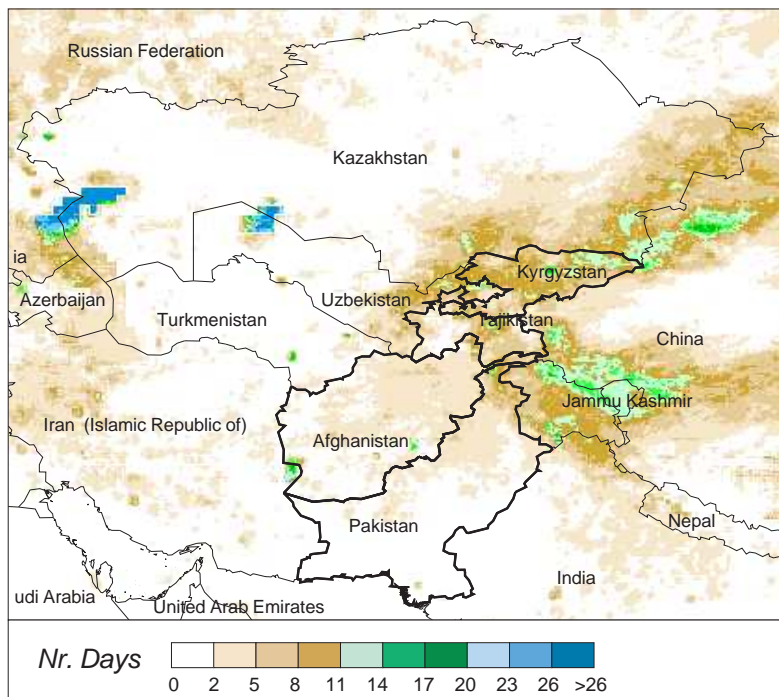 Russian Federation
Kazakhstan
ia
Kyrgyzstan
Azerbaijan
Uzbekistan
Turkmenistan
Tajikistan
China
Jammu Kashmir
Iran (Islamic Republic of)
Afghanistan
Pakistan
Nepal
India
udi Arabia
United Arab Emirates
Nr. Days
0 2 5 8 11 14 17 20 23 26 >26